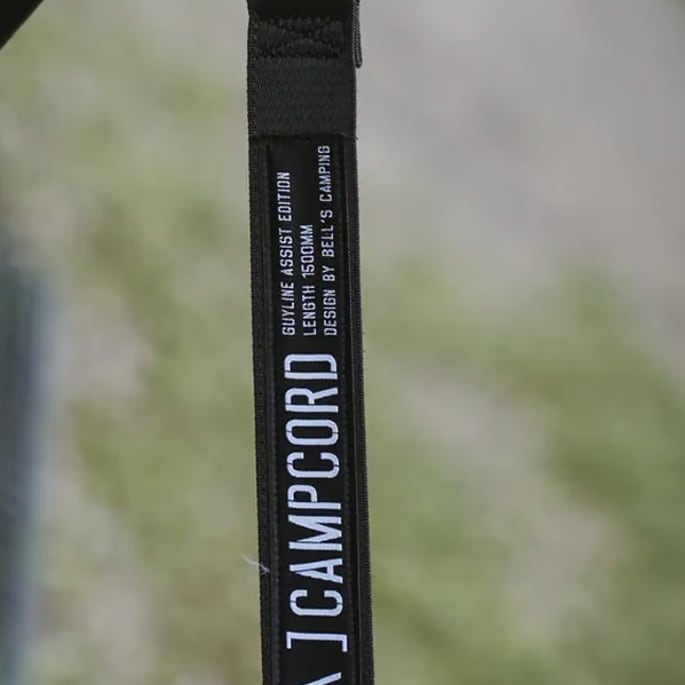 GUYLINE ASSIST EDITION
LENGTH 1500MM
DESIGN BY BELL'S CAMPING
]CAMPCORD